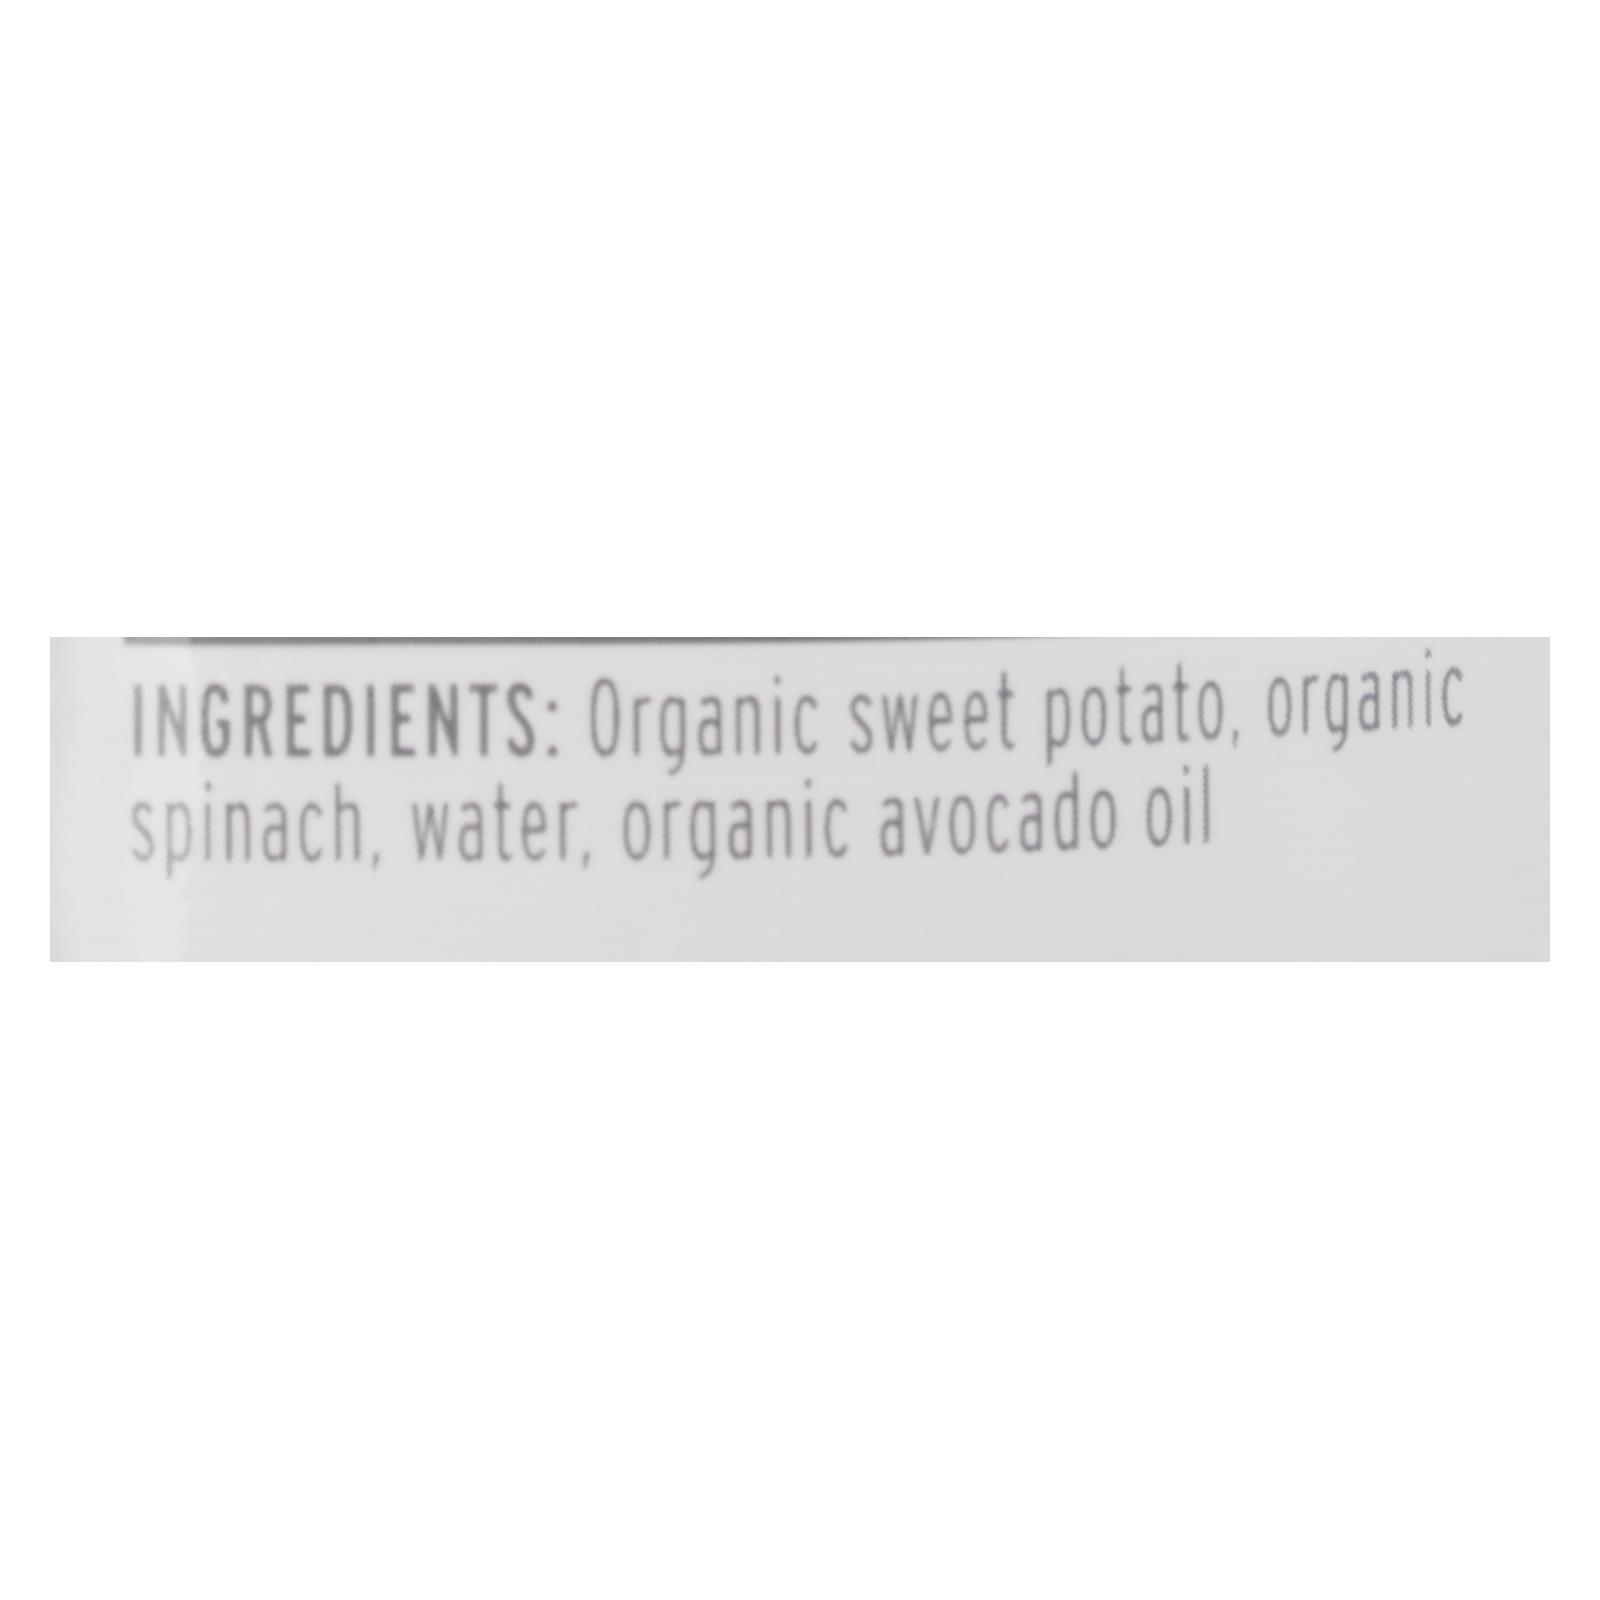 INGREDIENTS: Organic sweet potato, organic
spinach, water, organic avocado oil